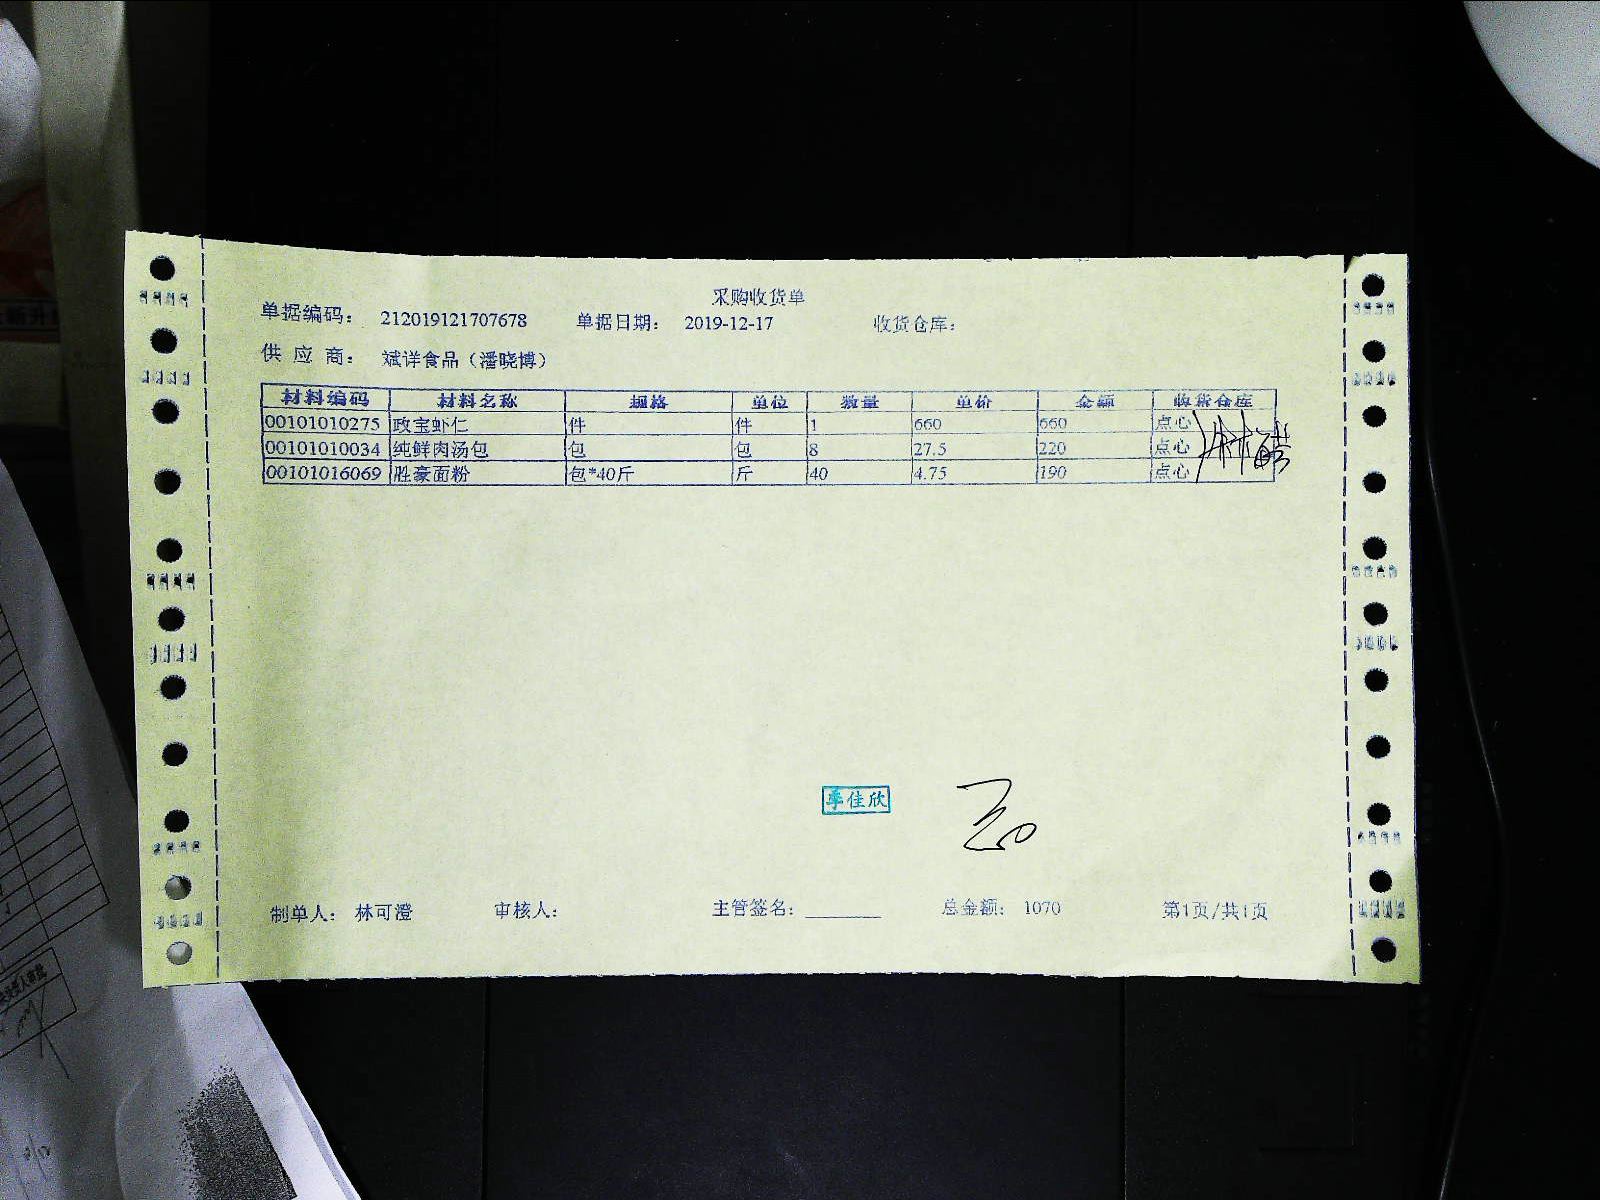 采购收货单
单据编码： 212019121707678 单据日期： 2019-12-17 收货仓库：
供 应 商： 斌详食品（潘晓博）
材料编码 材料名称 规格 单位 数量 单价 金额 收货仓库
00101010275 政宝虾仁 件 件 1 660 660 点心
00101010034 纯鲜肉汤包 包 包 8 27.5 220 点心
00101016069 胜豪面粉 包*40斤 斤 40 4.75 190 点心
季佳欣
制单人： 林可澄 审核人： 主管签名：________ 总金额： 1070 第1页/共1页